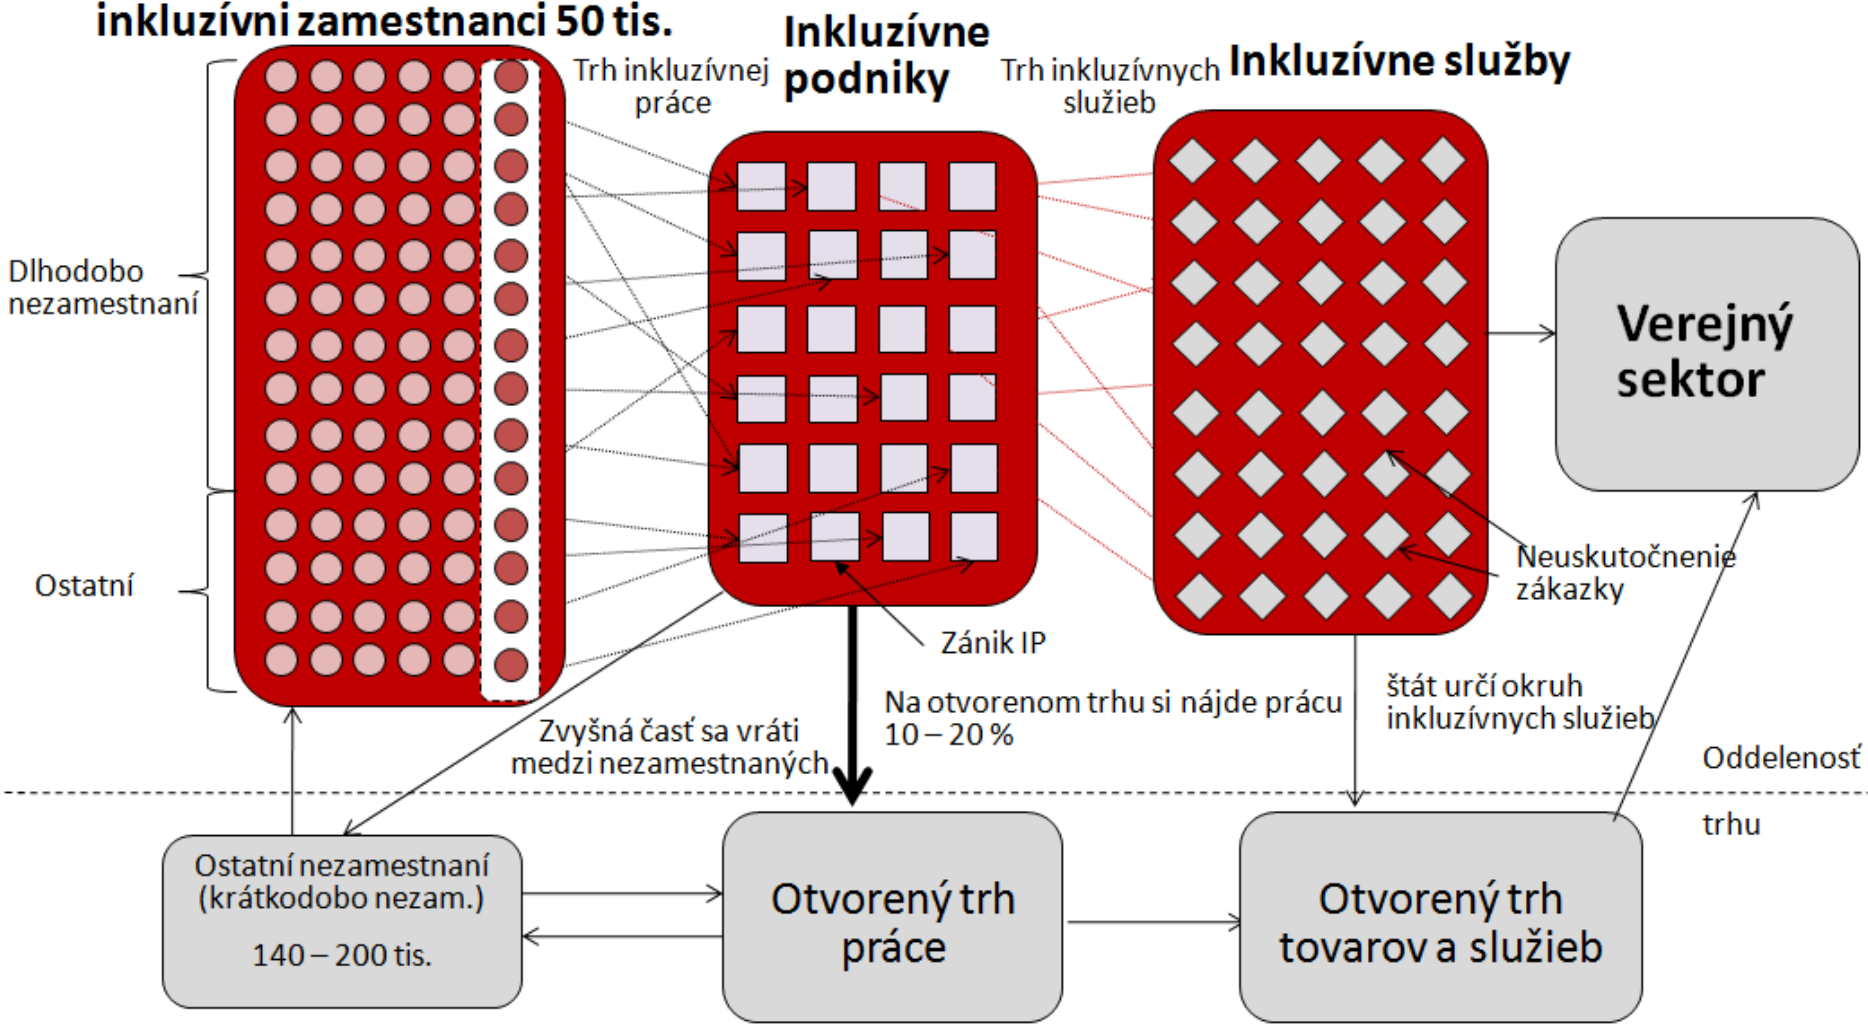 inkluzívni zamestnanci 50 tis.
Trh inkluzívnej
práce
Inkluzívne
podniky
Trh inkluzívnych
služieb
Inkluzívne služby
Dlhodobo
nezamestnaní
Ostatní
Verejný
sektor
Neuskutočnenie
zákazky
Zánik IP
Na otvorenom trhu si nájde prácu
10 – 20 %
štát určí okruh
inkluzívnych služieb
Zvyšná časť sa vráti
medzi nezamestnaných
Oddelenosť
trhu
Ostatní nezamestnaní
(krátkodobo nezam.)
140 – 200 tis.
Otvorený trh
práce
Otvorený trh
tovarov a služieb